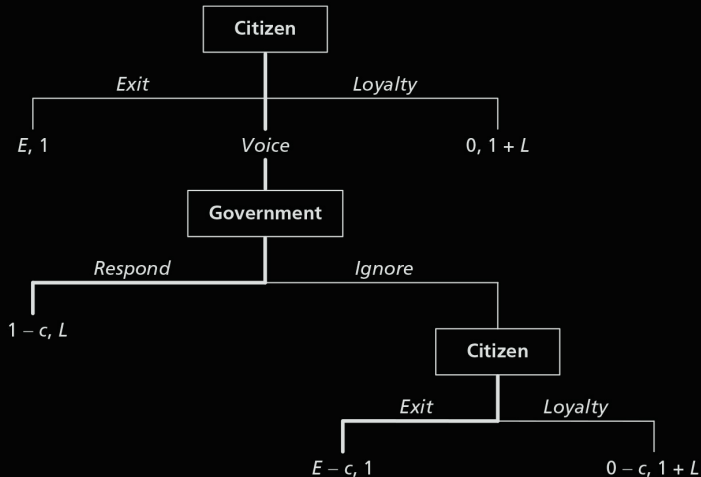 Citizen
Exit
Loyalty
E, 1
Voice
0, 1 + L
Government
Respond
Ignore
1 – c, L
Citizen
Exit
Loyalty
E – c, 1
0 – c, 1 + L